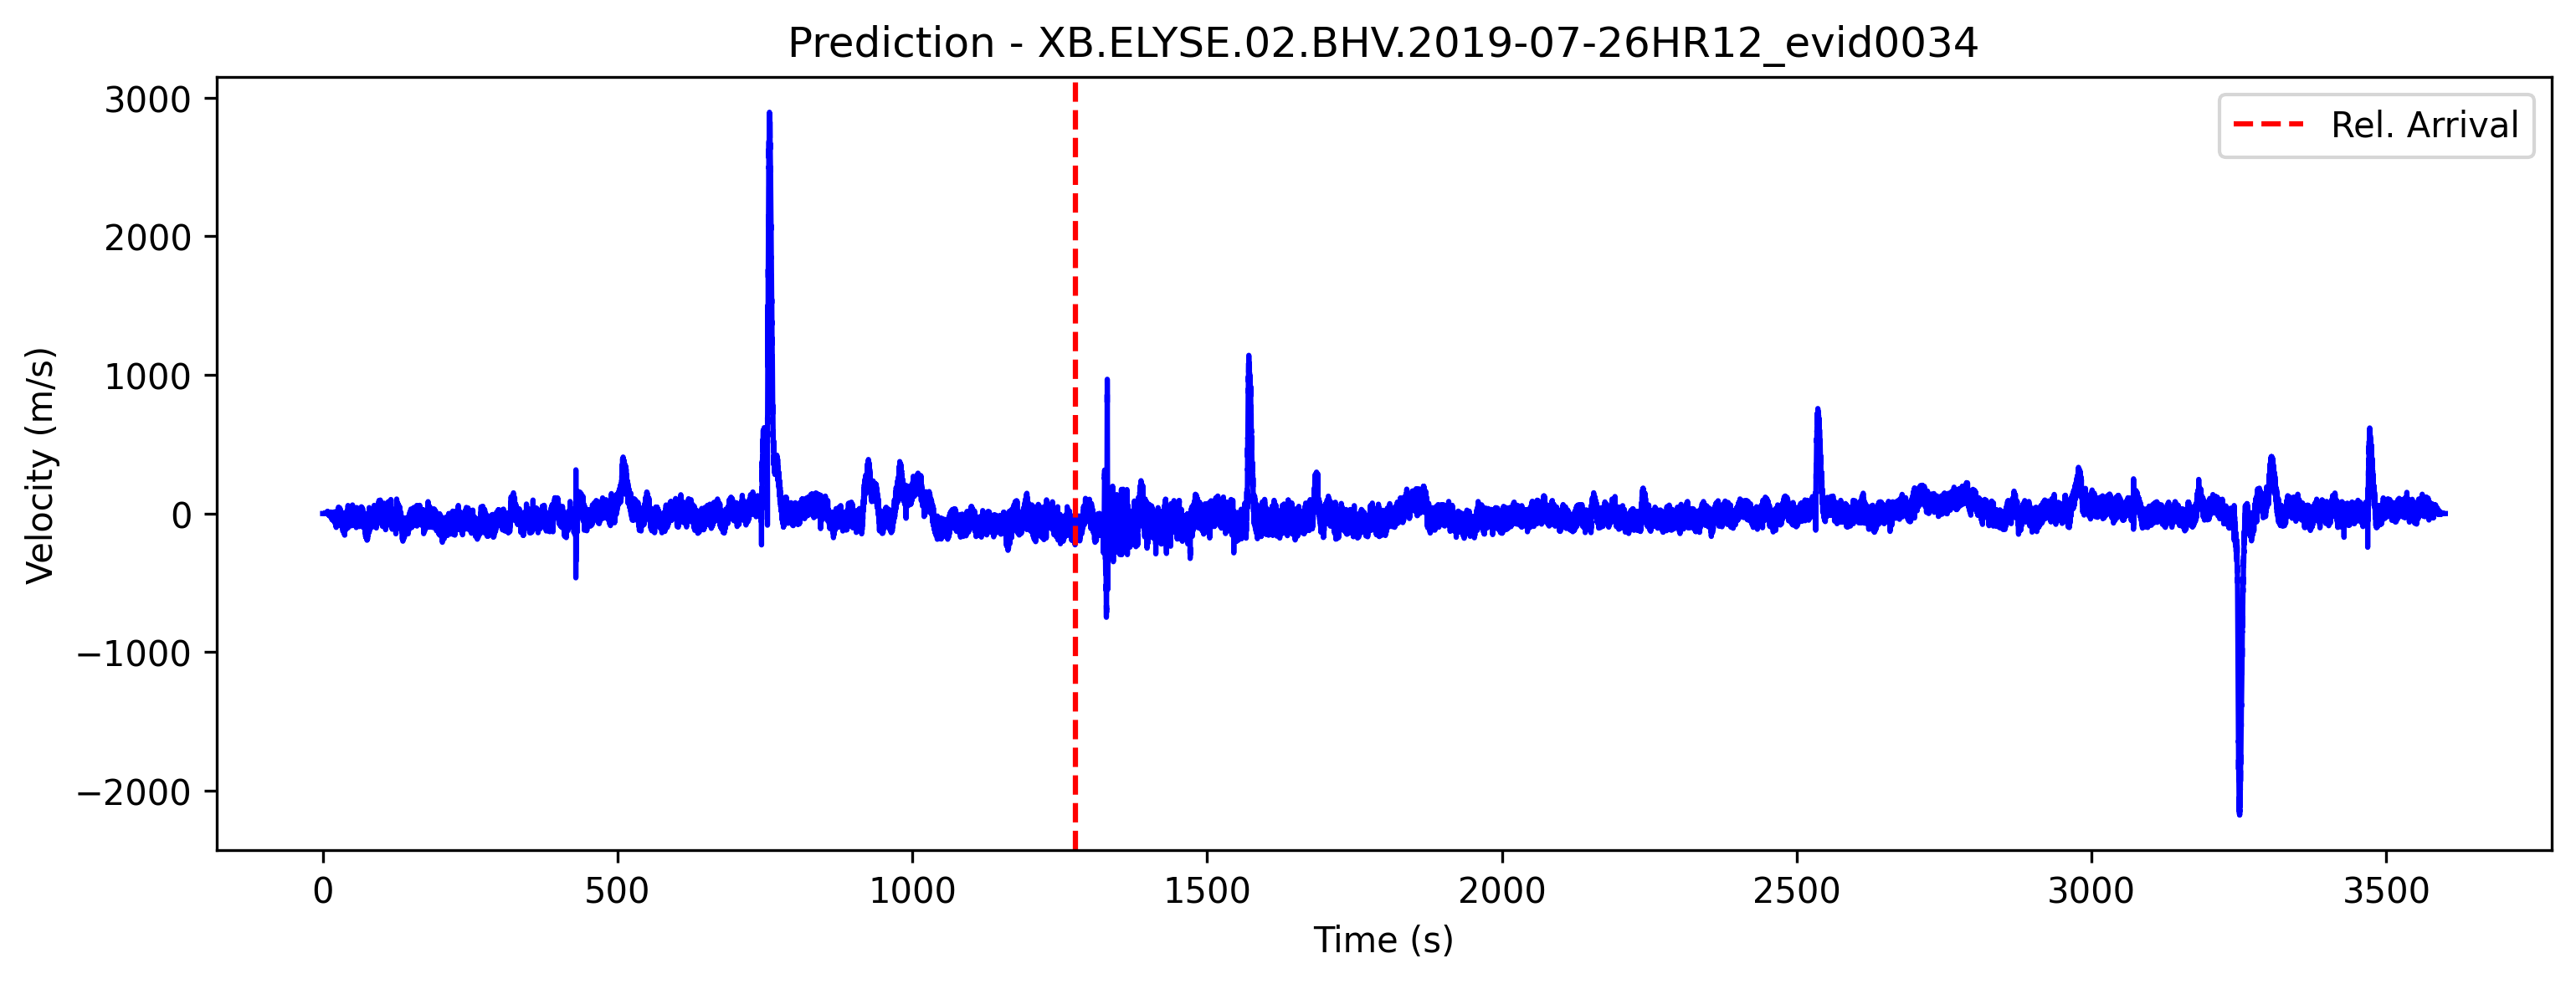 Prediction - XB.ELYSE.02.BHV.2019-07-26HR12_evid0034
Rel. Arrival
Velocity (m/s)
3000
2000
1000
0
−1000
−2000
0 500 1000 1500 2000 2500 3000 3500
Time (s)